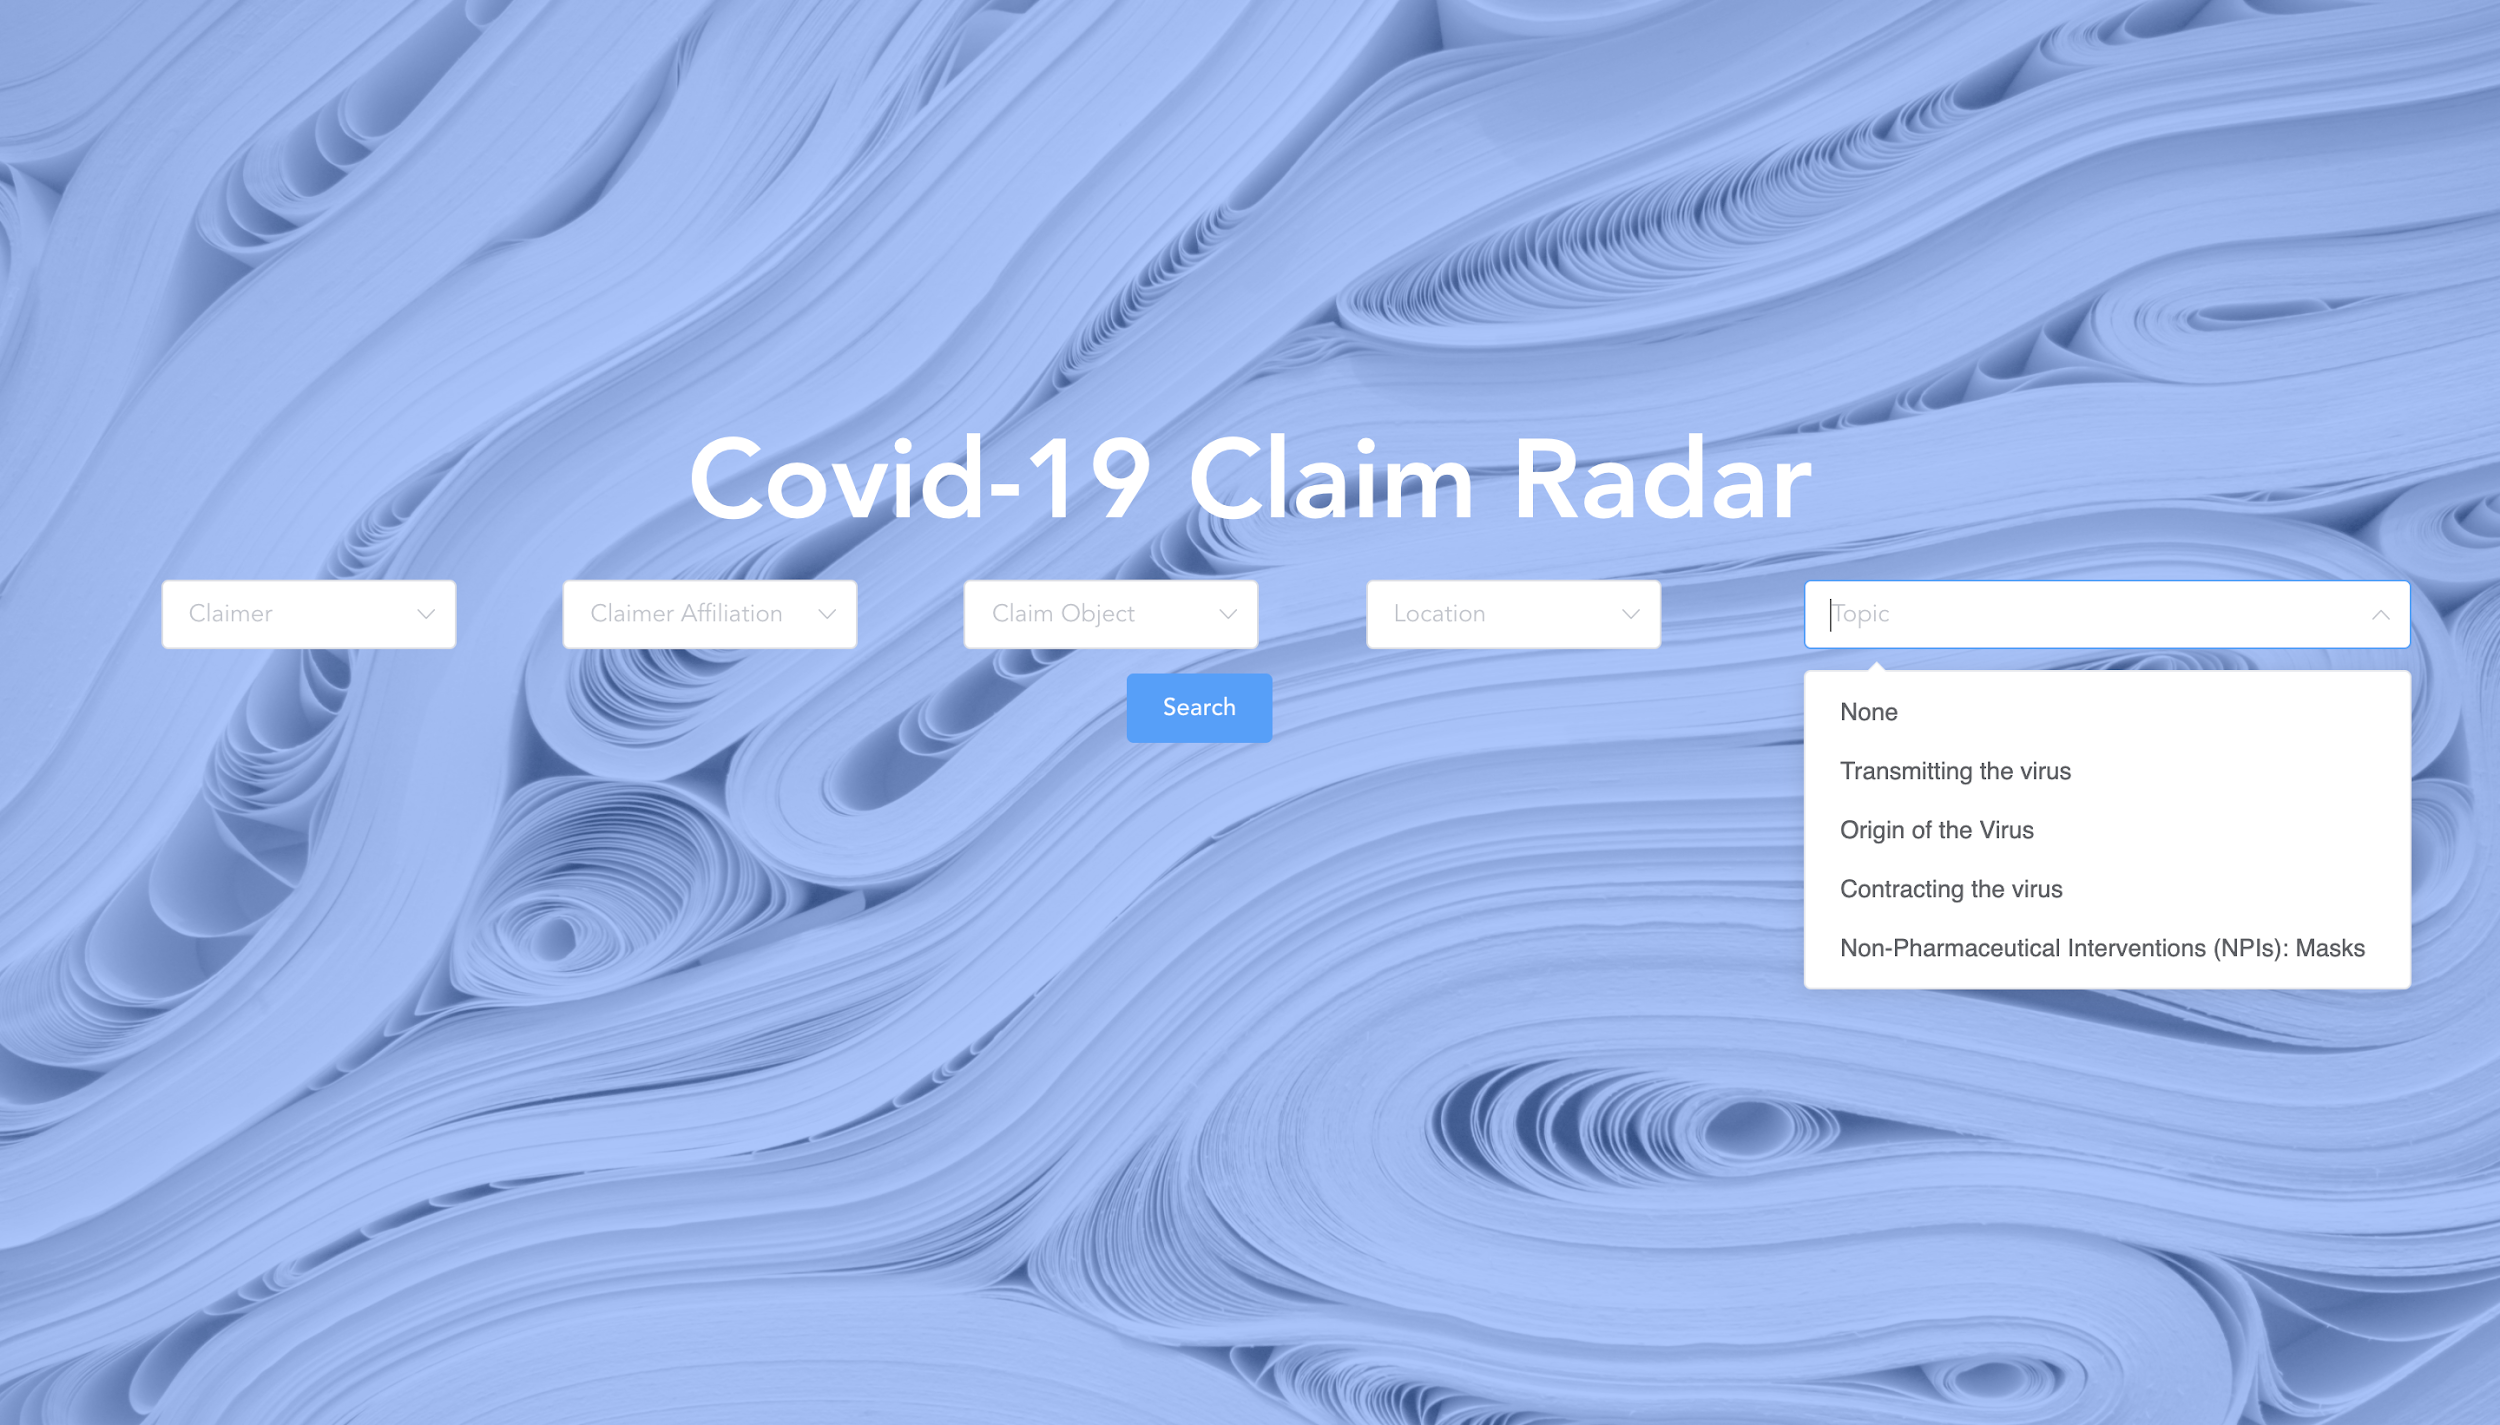 Covid-19 Claim Radar
Claimer
Claimer Affiliation
Claim Object
Location
Topic
Search
None
Transmitting the virus
Origin of the Virus
Contracting the virus
Non-Pharmaceutical Interventions (NPIs): Masks